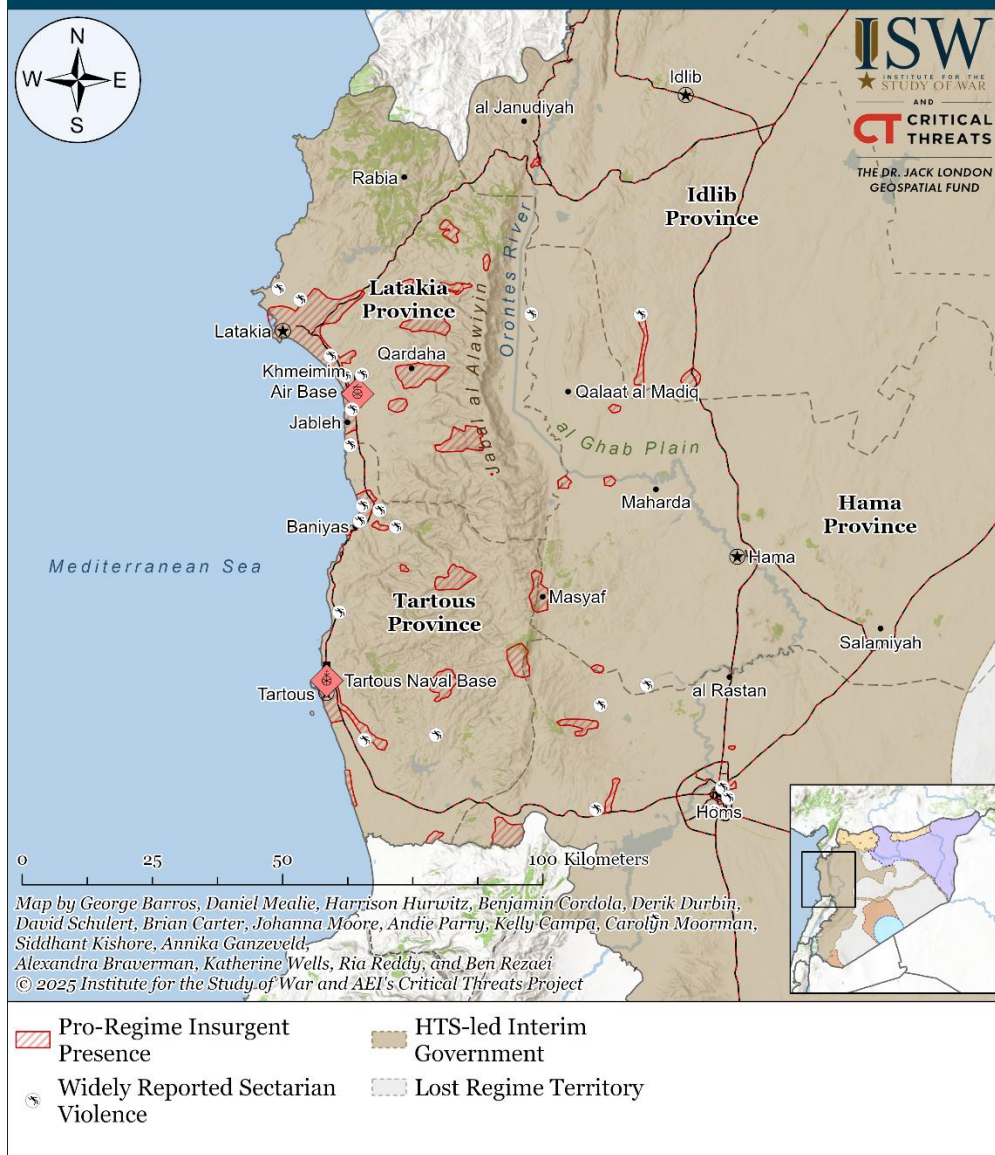 N
W
E
S
ISW
INSTITUTE FOR THE
STUDY OF WAR
AND
CT CRITICAL
THREATS
THE DR. JACK LONDON
GEOSPATIAL FUND
Idlib
al Janudiyah
Rabia
Idlib
Province
Orontes River
Latakia
Province
Latakia
Qardaha
Khmeimim
Air Base
Jabal al Alawiyin
Qalaat al Madiq
Jableh
al Ghab Plain
Maharda
Hama
Province
Baniyas
Hama
Mediterranean Sea
Masyaf
Tartous
Province
Salamiyah
Tartous Naval Base
Tartous
al Rastan
Homs
0 25 50 100 Kilometers
Map by George Barros, Daniel Mealie, Harrison Hurwitz, Benjamin Cordola, Derik Durbin,
David Schulert, Brian Carter, Johanna Moore, Andie Parry, Kelly Campa, Carolyn Moorman,
Siddhant Kishore, Annika Ganzeveld,
Alexandra Braverman, Katherine Wells, Ria Reddy, and Ben Rezaei
© 2025 Institute for the Study of War and AEI's Critical Threats Project
Pro-Regime Insurgent
Presence
HTS-led Interim
Government
Widely Reported Sectarian
Violence
Lost Regime Territory